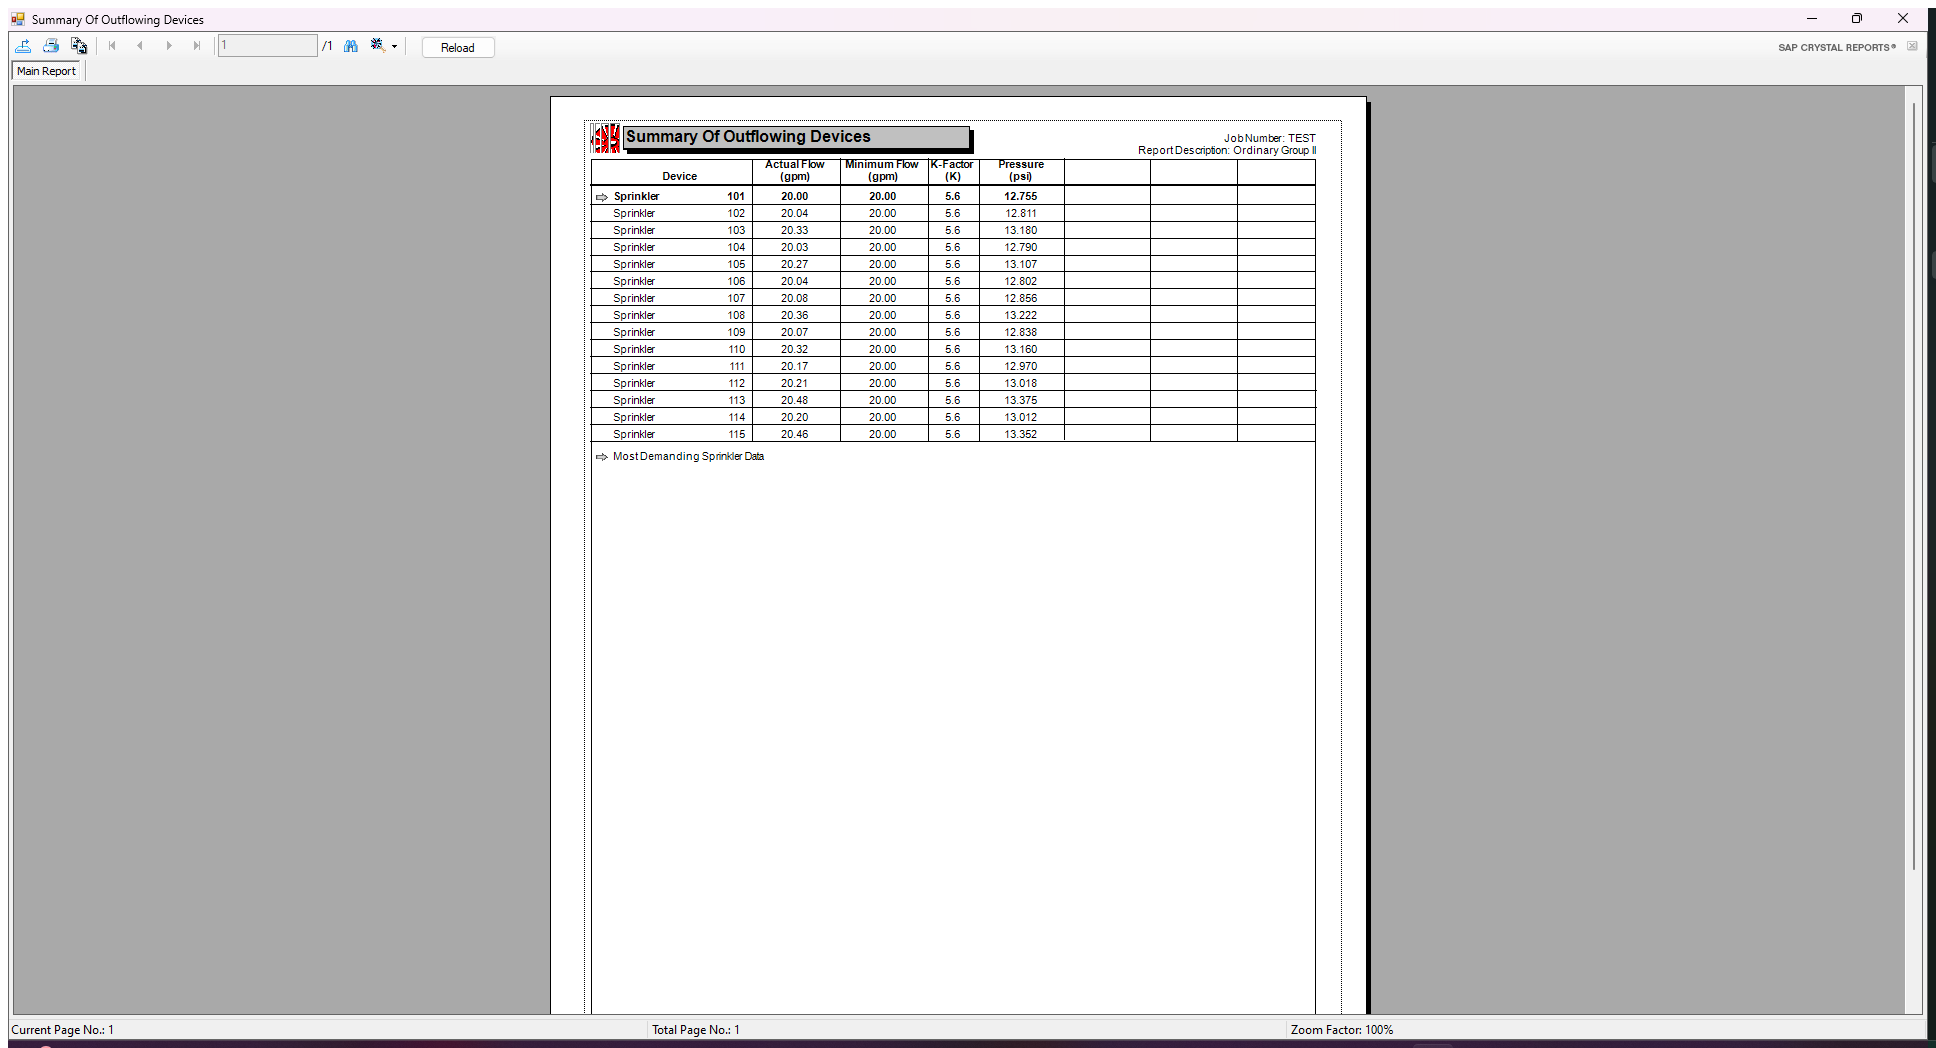 Summary Of Outflowing Devices
1 /1 Reload
SAP CRYSTAL REPORTS®
Main Report
Summary Of Outflowing Devices
Job Number: TEST
Report Description: Ordinary Group II
Device Actual Flow (gpm) Minimum Flow (gpm) K-Factor (K) Pressure (psi)
Sprinkler 101 20.00 20.00 5.6 12.755
Sprinkler 102 20.04 20.00 5.6 12.811
Sprinkler 103 20.33 20.00 5.6 13.180
Sprinkler 104 20.03 20.00 5.6 12.790
Sprinkler 105 20.27 20.00 5.6 13.107
Sprinkler 106 20.04 20.00 5.6 12.802
Sprinkler 107 20.08 20.00 5.6 12.856
Sprinkler 108 20.36 20.00 5.6 13.222
Sprinkler 109 20.07 20.00 5.6 12.838
Sprinkler 110 20.32 20.00 5.6 13.160
Sprinkler 111 20.17 20.00 5.6 12.970
Sprinkler 112 20.21 20.00 5.6 13.018
Sprinkler 113 20.48 20.00 5.6 13.375
Sprinkler 114 20.20 20.00 5.6 13.012
Sprinkler 115 20.46 20.00 5.6 13.352
Most Demanding Sprinkler Data
Current Page No.: 1 Total Page No.: 1 Zoom Factor: 100%